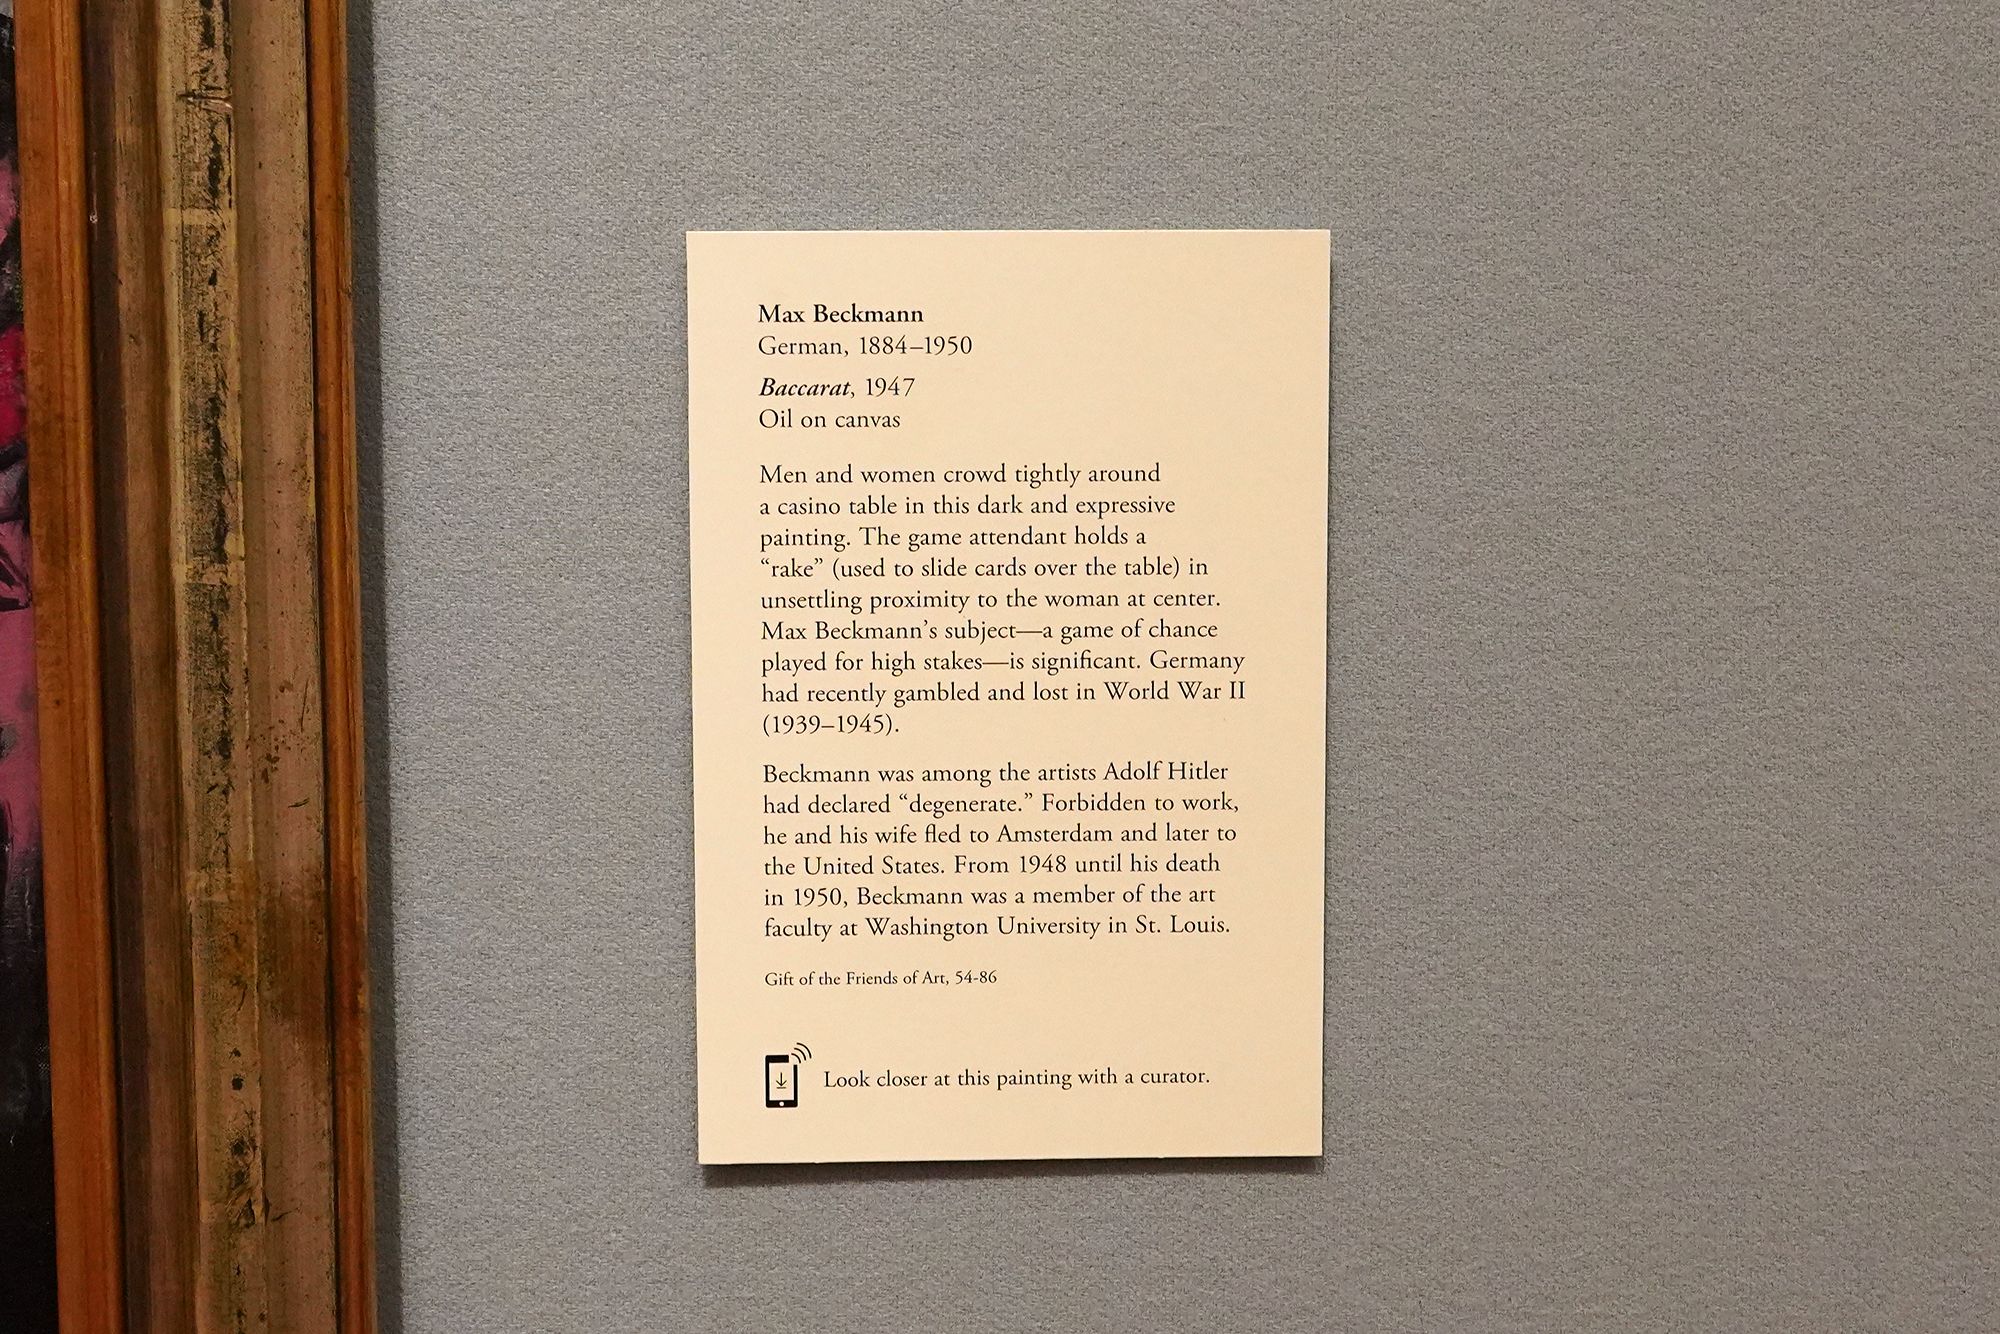 Max Beckmann
German, 1884–1950
Baccarat, 1947
Oil on canvas
Men and women crowd tightly around
a casino table in this dark and expressive
painting. The game attendant holds a
“rake” (used to slide cards over the table) in
unsettling proximity to the woman at center.
Max Beckmann’s subject—a game of chance
played for high stakes—is significant. Germany
had recently gambled and lost in World War II
(1939–1945).
Beckmann was among the artists Adolf Hitler
had declared “degenerate.” Forbidden to work,
he and his wife fled to Amsterdam and later to
the United States. From 1948 until his death
in 1950, Beckmann was a member of the art
faculty at Washington University in St. Louis.
Gift of the Friends of Art, 54-86
Look closer at this painting with a curator.